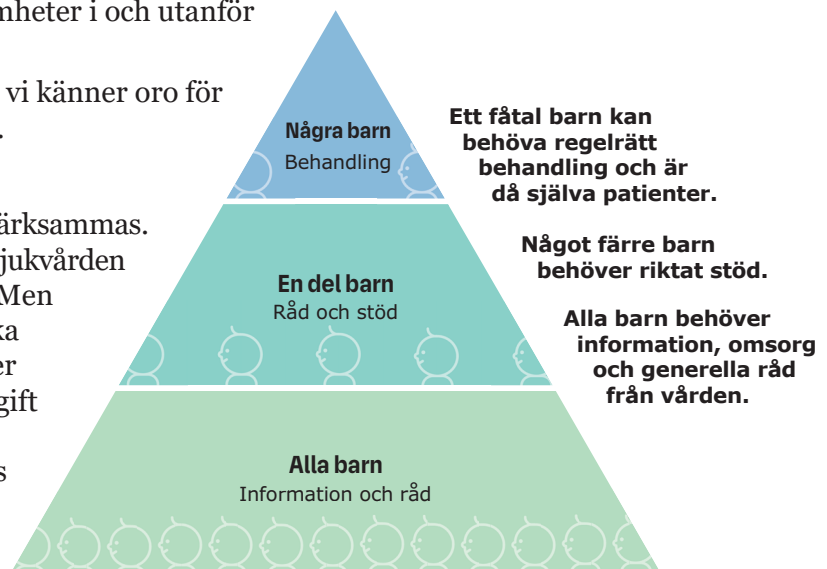 heter i och utanför
vi känner oro för
Några barn
Behandling
Ett fåtal barn kan
behöva regelrätt
behandling och är
då själva patienter.
ärksammas.
jukvården
Men
ka
er
gift
s
Något färre barn
behöver riktat stöd.
En del barn
Råd och stöd
Alla barn behöver
information, omsorg
och generella råd
från vården.
Alla barn
Information och råd